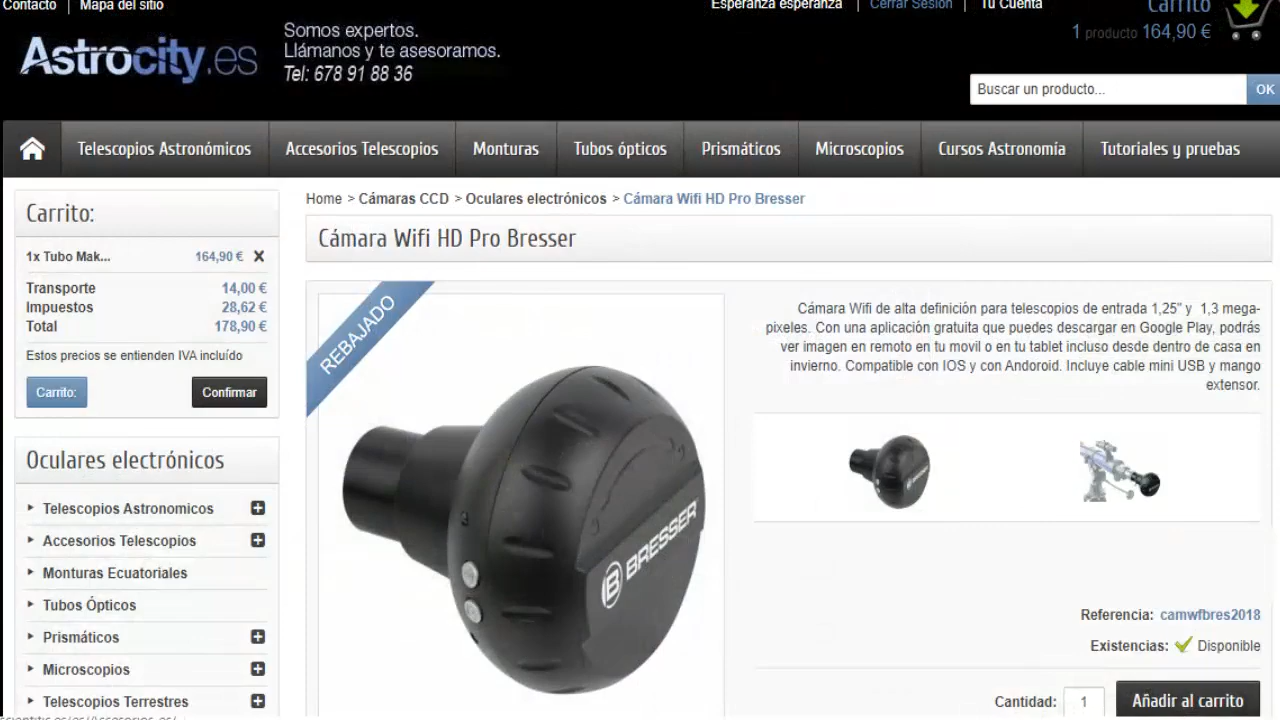 Contacto | Mapa del sitio
Esperanza esperanza | Cerrar Sesión | Tu Cuenta
Carrito
1 producto 164,90 €
Astrocity.es
Somos expertos.
Llámanos y te asesoramos.
Tel: 678 91 88 36
Buscar un producto... OK
Telescopios Astronómicos Accesorios Telescopios Monturas Tubos ópticos Prismáticos Microscopios Cursos Astronomía Tutoriales y pruebas
Carrito:
1x Tubo Mak... 164,90 €
Transporte 14,00 €
Impuestos 28,62 €
Total 178,90 €
Estos precios se entienden IVA incluído
Carrito: Confirmar
Oculares electrónicos
Telescopios Astronomicos
Accesorios Telescopios
Monturas Ecuatoriales
Tubos Ópticos
Prismáticos
Microscopios
Telescopios Terrestres
Home > Cámaras CCD > Oculares electrónicos > Cámara Wifi HD Pro Bresser
Cámara Wifi HD Pro Bresser
REBAJADO
B BRESSER
Cámara Wifi de alta definición para telescopios de entrada 1,25" y 1,3 mega-
pixeles. Con una aplicación gratuita que puedes descargar en Google Play, podrás
ver imagen en remoto en tu movil o en tu tablet incluso desde dentro de casa en
invierno. Compatible con IOS y con Andoroid. Incluye cable mini USB y mango
extensor.
BRESSER
Referencia: camwfbres2018
Existencias: Disponible
Cantidad: 1 Añadir al carrito